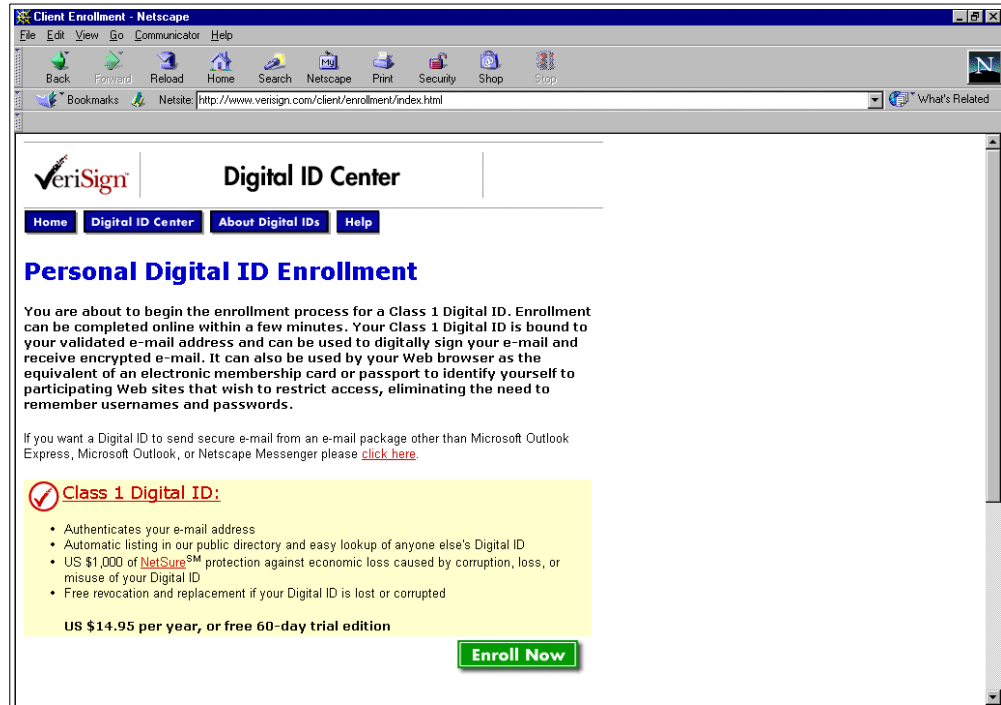 Client Enrollment - Netscape
File Edit View Go Communicator Help
Back Forward Reload Home Search Netscape Print Security Shop Stop
Bookmarks Netsite: http://www.verisign.com/client/enrollment/index.html What's Related
VeriSign Digital ID Center
Home Digital ID Center About Digital IDs Help
Personal Digital ID Enrollment
You are about to begin the enrollment process for a Class 1 Digital ID. Enrollment
can be completed online within a few minutes. Your Class 1 Digital ID is bound to
your validated e-mail address and can be used to digitally sign your e-mail and
receive encrypted e-mail. It can also be used by your Web browser as the
equivalent of an electronic membership card or passport to identify yourself to
participating Web sites that wish to restrict access, eliminating the need to
remember usernames and passwords.
If you want a Digital ID to send secure e-mail from an e-mail package other than Microsoft Outlook
Express, Microsoft Outlook, or Netscape Messenger please click here.
Class 1 Digital ID:
• Authenticates your e-mail address
• Automatic listing in our public directory and easy lookup of anyone else's Digital ID
• US $1,000 of NetSure℠ protection against economic loss caused by corruption, loss, or
misuse of your Digital ID
• Free revocation and replacement if your Digital ID is lost or corrupted
US $14.95 per year, or free 60-day trial edition
Enroll Now